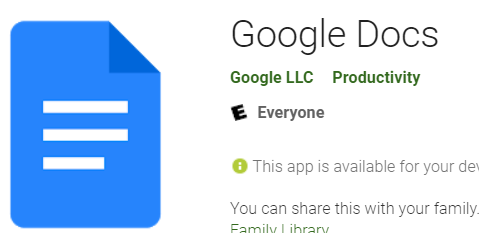 Google Docs
Google LLC Productivity
E Everyone
This app is available for your
You can share this with your family.
Family Library